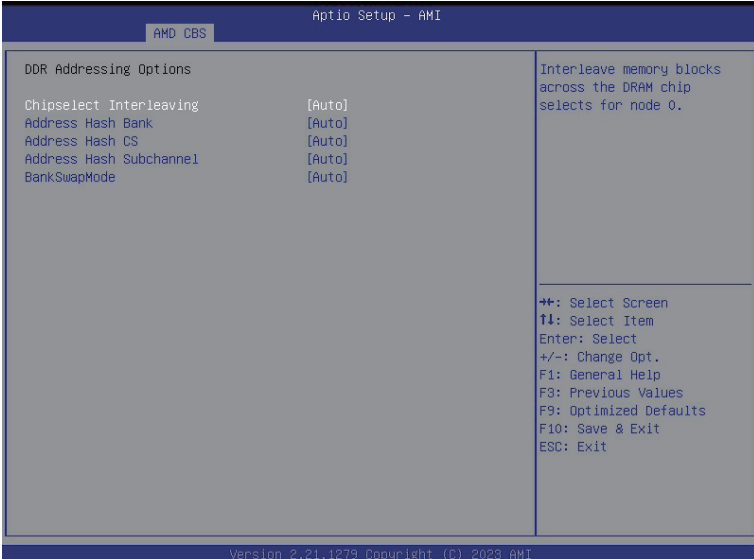 Aptio Setup - AMI
AMD CBS
DDR Addressing Options
Chipselect Interleaving [Auto]
Address Hash Bank [Auto]
Address Hash CS [Auto]
Address Hash Subchannel [Auto]
BankSwapMode [Auto]
Interleave memory blocks
across the DRAM chip
selects for node 0.
→←: Select Screen
↑↓: Select Item
Enter: Select
+/-: Change Opt.
F1: General Help
F3: Previous Values
F9: Optimized Defaults
F10: Save & Exit
ESC: Exit
Version 2.21.1279 Copyright (C) 2023 AMI